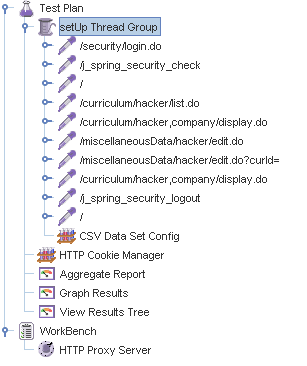 Test Plan
setUp Thread Group
/security/login.do
/j_spring_security_check
/
/curriculum/hacker/list.do
/curriculum/hacker,company/display.do
/miscellaneousData/hacker/edit.do
/miscellaneousData/hacker/edit.do?curId=
/curriculum/hacker,company/display.do
/j_spring_security_logout
/
CSV Data Set Config
HTTP Cookie Manager
Aggregate Report
Graph Results
View Results Tree
WorkBench
HTTP Proxy Server